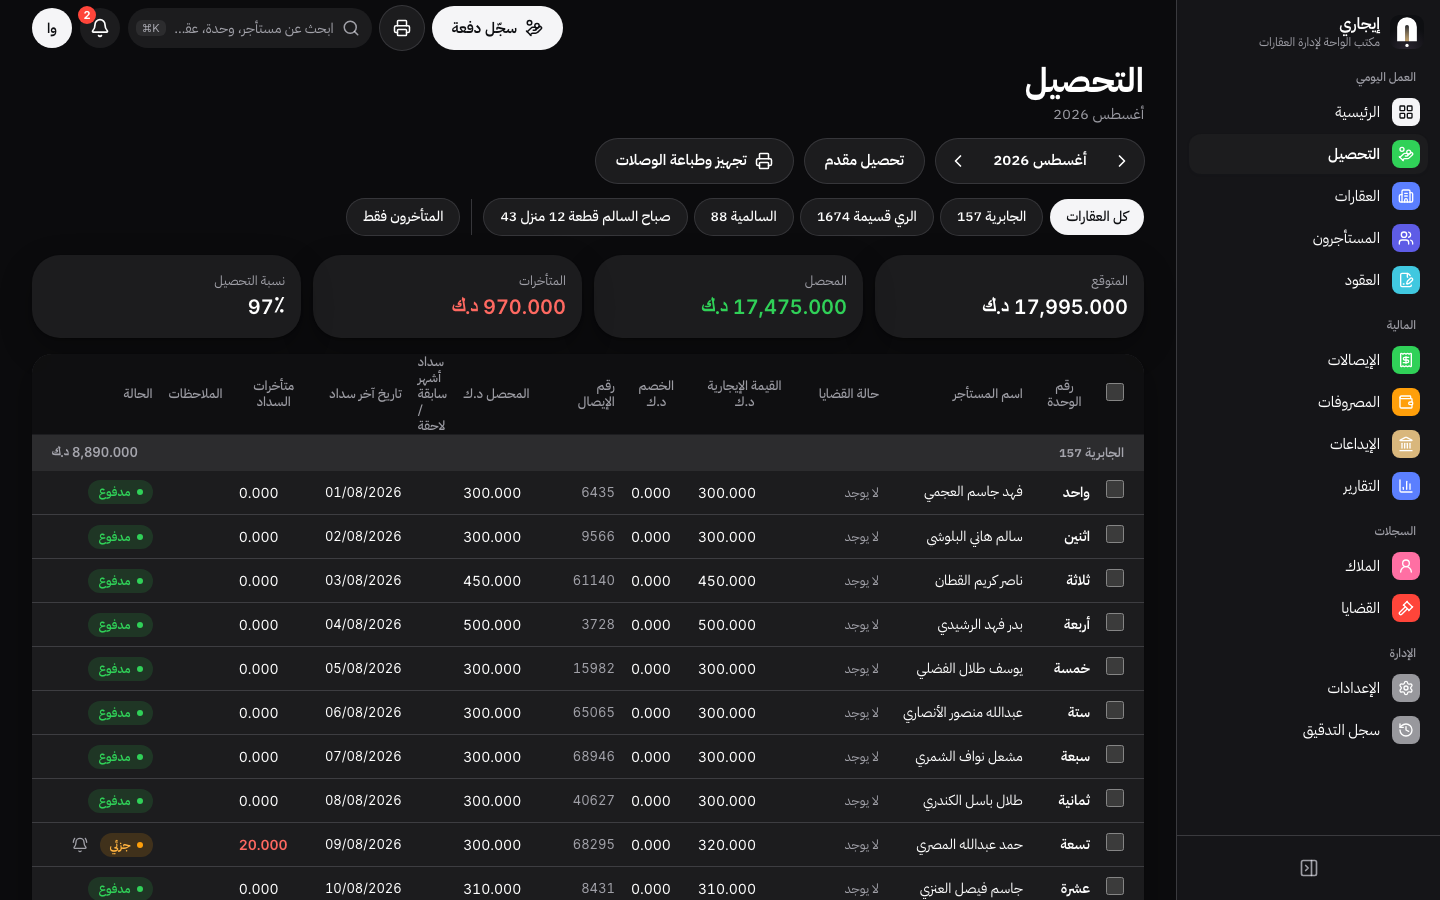 إيجاري
مكتب الواحة لإدارة العقارات
العمل اليومي
الرئيسية
التحصيل
العقارات
المستأجرون
العقود
المالية
الإيصالات
المصروفات
الإيداعات
التقارير
السجلات
الملاك
القضايا
الإدارة
الإعدادات
سجل التدقيق
سجّل دفعة
ابحث عن مستأجر، وحدة، عقـ...
⌘K
2
وا
التحصيل
أغسطس 2026
أغسطس 2026
تحصيل مقدم
تجهيز وطباعة الوصلات
كل العقارات
الجابرية 157
الري قسيمة 1674
السالمية 88
صباح السالم قطعة 12 منزل 43
المتأخرون فقط
المتوقع
17,995.000 د.ك
المحصل
17,475.000 د.ك
المتأخرات
970.000 د.ك
نسبة التحصيل
97٪
رقم الوحدة اسم المستأجر حالة القضايا القيمة الإيجارية د.ك الخصم د.ك رقم الإيصال المحصل د.ك سداد أشهر سابقة / لاحقة تاريخ آخر سداد متأخرات السداد الملاحظات الحالة
الجابرية 157 8,890.000 د.ك
واحد فهد جاسم العجمي لا يوجد 300.000 0.000 6435 300.000 01/08/2026 0.000 مدفوع
اثنين سالم هاني البلوشي لا يوجد 300.000 0.000 9566 300.000 02/08/2026 0.000 مدفوع
ثلاثة ناصر كريم القطان لا يوجد 450.000 0.000 61140 450.000 03/08/2026 0.000 مدفوع
أربعة بدر فهد الرشيدي لا يوجد 500.000 0.000 3728 500.000 04/08/2026 0.000 مدفوع
خمسة يوسف طلال الفضلي لا يوجد 300.000 0.000 15982 300.000 05/08/2026 0.000 مدفوع
ستة عبدالله منصور الأنصاري لا يوجد 300.000 0.000 65065 300.000 06/08/2026 0.000 مدفوع
سبعة مشعل نواف الشمري لا يوجد 300.000 0.000 68946 300.000 07/08/2026 0.000 مدفوع
ثمانية طلال باسل الكندري لا يوجد 300.000 0.000 40627 300.000 08/08/2026 0.000 مدفوع
تسعة حمد عبدالله المصري لا يوجد 320.000 0.000 68295 300.000 09/08/2026 20.000 جزئي
عشرة جاسم فيصل العنزي لا يوجد 310.000 0.000 8431 310.000 10/08/2026 0.000 مدفوع